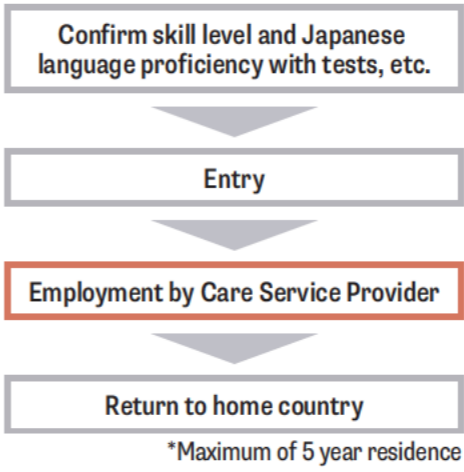 Confirm skill level and Japanese
language proficiency with tests, etc.
Entry
Employment by Care Service Provider
Return to home country
*Maximum of 5 year residence